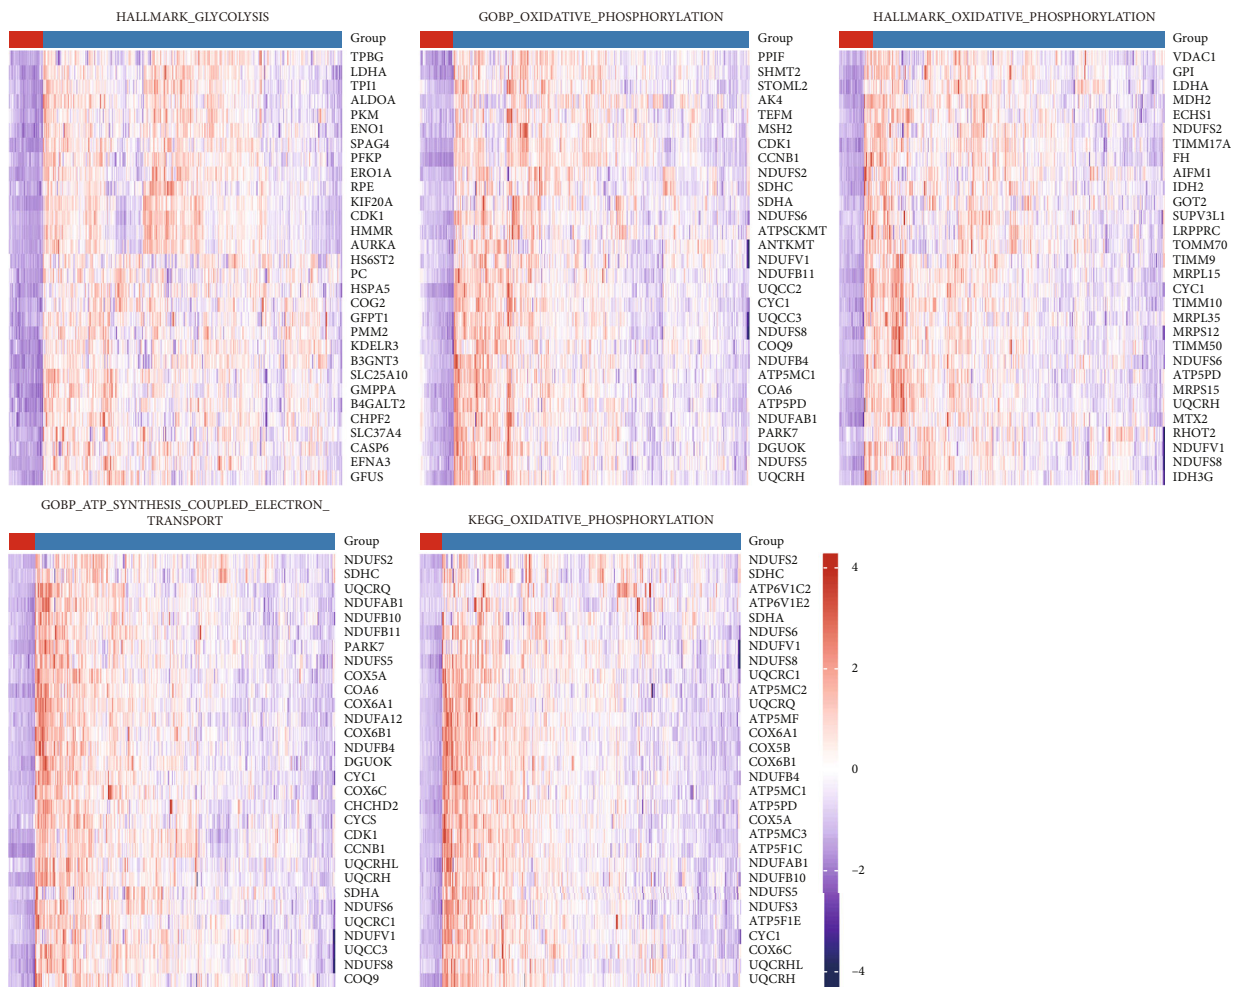 HALLMARK_GLYCOLYSIS
Group
TPBG
LDHA
TPI1
ALDOA
PKM
ENO1
SPAG4
PFKP
ERO1A
RPE
KIF20A
CDK1
HMMR
AURKA
HS6ST2
PC
HSPA5
COG2
GFPT1
PMM2
KDELR3
B3GNT3
SLC25A10
GMPPA
B4GALT2
CHPF2
SLC37A4
CASP6
EFNA3
GFUS
GOBP_OXIDATIVE_PHOSPHORYLATION
Group
PPIF
SHMT2
STOML2
AK4
TEFM
MSH2
CDK1
CCNB1
NDUFS2
SDHC
SDHA
NDUFS6
ATPSCKMT
ANTKMT
NDUFV1
NDUFB11
UQCC2
CYC1
UQCC3
NDUFS8
COQ9
NDUFB4
ATP5MC1
COA6
ATP5PD
NDUFAB1
PARK7
DGUOK
NDUFS5
UQCRH
HALLMARK_OXIDATIVE_PHOSPHORYLATION
Group
VDAC1
GPI
LDHA
MDH2
ECHS1
NDUFS2
TIMM17A
FH
AIFM1
IDH2
GOT2
SUPV3L1
LRPPRC
TOMM70
TIMM9
MRPL15
CYC1
TIMM10
MRPL35
MRPS12
TIMM50
NDUFS6
ATP5PD
MRPS15
UQCRH
MTX2
RHOT2
NDUFV1
NDUFS8
IDH3G
GOBP_ATP_SYNTHESIS_COUPLED_ELECTRON_
TRANSPORT
Group
NDUFS2
SDHC
UQCRQ
NDUFAB1
NDUFB10
NDUFB11
PARK7
NDUFS5
COX5A
COA6
COX6A1
NDUFA12
COX6B1
NDUFB4
DGUOK
CYC1
COX6C
CHCHD2
CYCS
CDK1
CCNB1
UQCRHL
UQCRH
SDHA
NDUFS6
UQCRC1
NDUFV1
UQCC3
NDUFS8
COQ9
KEGG_OXIDATIVE_PHOSPHORYLATION
Group
NDUFS2
SDHC
ATP6V1C2
ATP6V1E2
SDHA
NDUFS6
NDUFV1
NDUFS8
UQCRC1
ATP5MC2
UQCRQ
ATP5MF
COX6A1
COX5B
COX6B1
NDUFB4
ATP5MC1
ATP5PD
COX5A
ATP5MC3
ATP5F1C
NDUFAB1
NDUFB10
NDUFS5
NDUFS3
ATP5F1E
CYC1
COX6C
UQCRHL
UQCRH
4
2
0
−2
−4